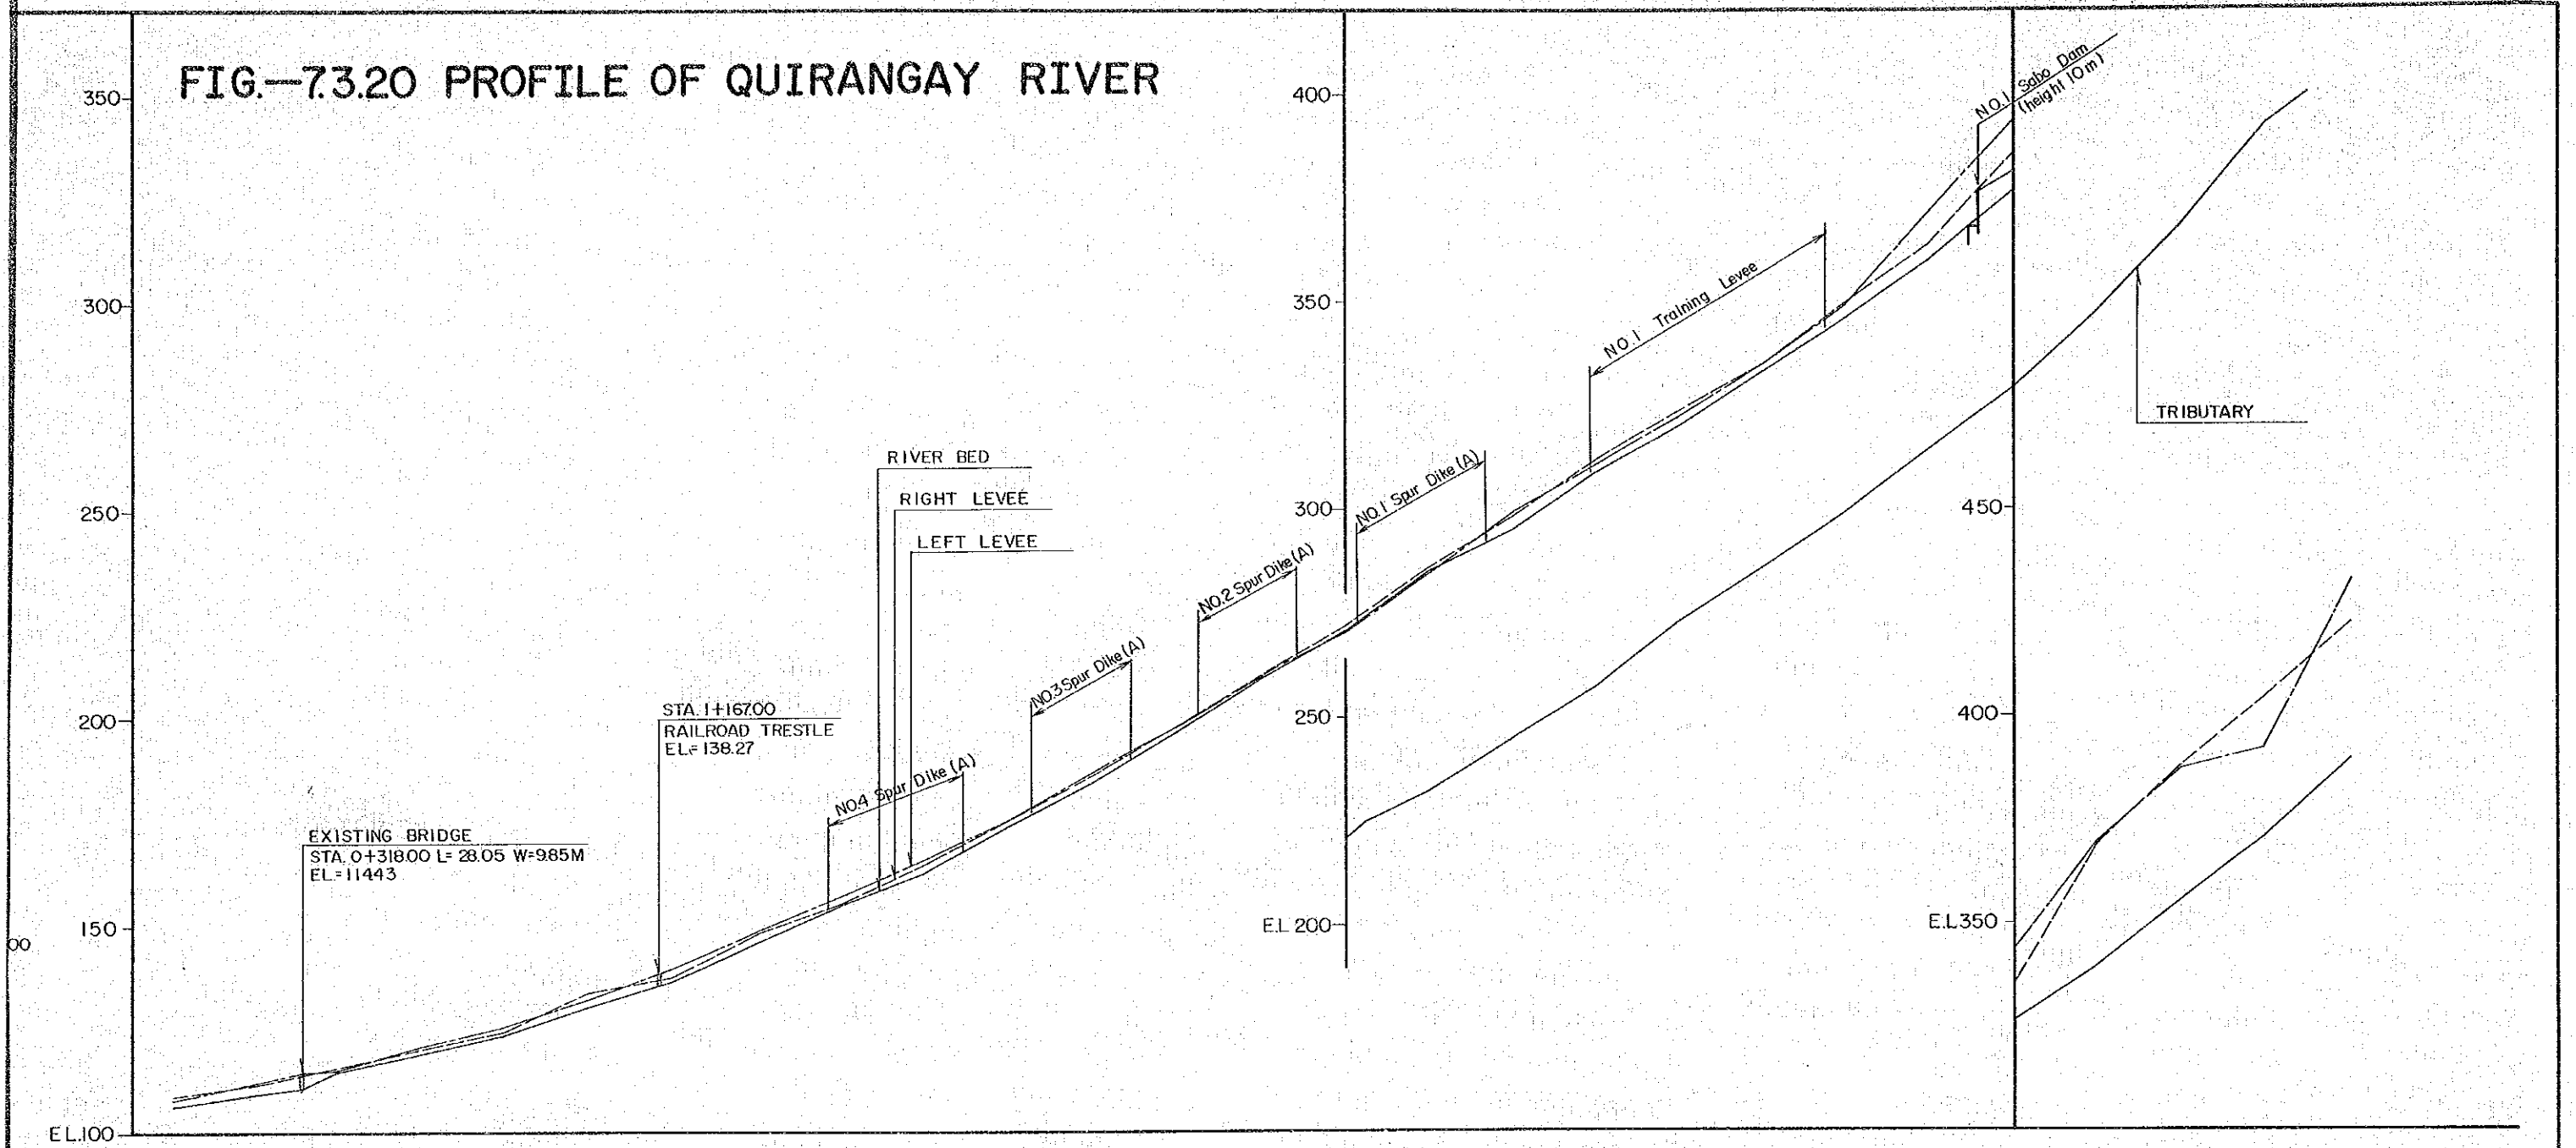 FIG.-7.3.20 PROFILE OF QUIRANGAY RIVER
350
300
250
200
150
EL.100
00
EXISTING BRIDGE
STA. 0+318.00 L= 28.05 W=9.85M
EL.=114.43
STA. 1+167.00
RAILROAD TRESTLE
EL.= 138.27
RIVER BED
RIGHT LEVEE
LEFT LEVEE
NO.4 Spur Dike (A)
NO.3 Spur Dike (A)
NO.2 Spur Dike (A)
400
350
300
250
E.L 200
NO.1 Spur Dike (A)
NO.1 Training Levee
NO.1 Sabo Dam
(height 10m)
450
400
E.L350
TRIBUTARY